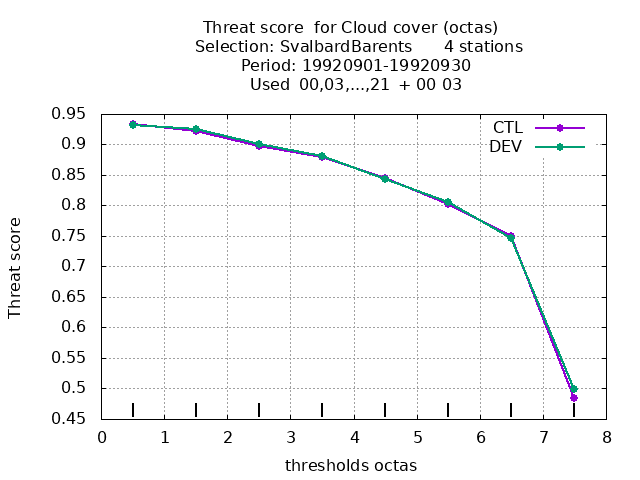 Threat score  for Cloud cover (octas)
Selection: SvalbardBarents      4 stations
Period: 19920901-19920930
Used  00,03,...,21  + 00 03
CTL
DEV
0.95
0.9
0.85
0.8
0.75
0.7
0.65
0.6
0.55
0.5
0.45
Threat score
0 1 2 3 4 5 6 7 8
thresholds octas